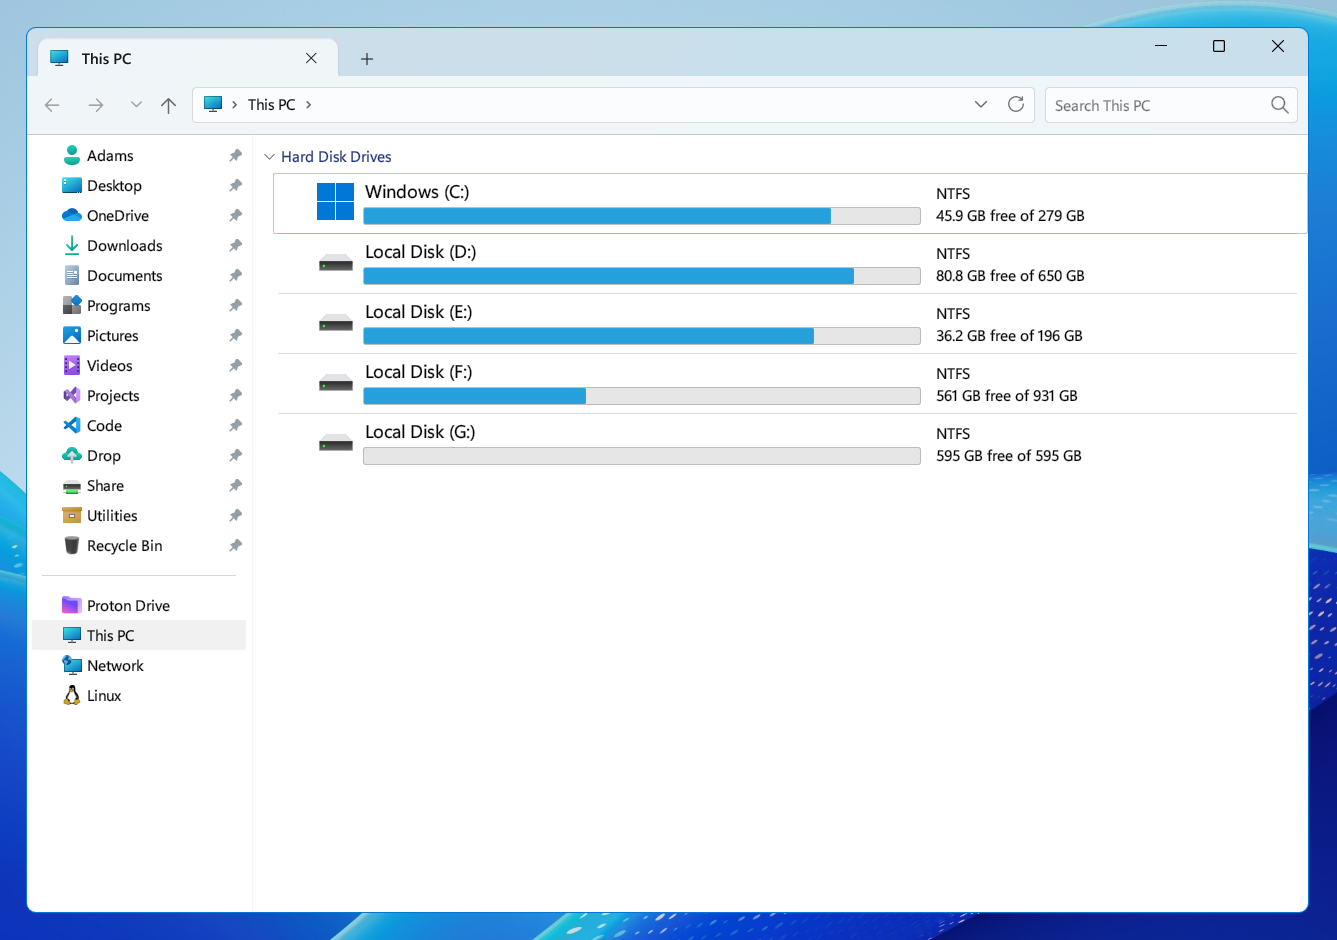 This PC
This PC
Search This PC
Adams
Desktop
OneDrive
Downloads
Documents
Programs
Pictures
Videos
Projects
Code
Drop
Share
Utilities
Recycle Bin
Proton Drive
This PC
Network
Linux
Hard Disk Drives
Windows (C:)
NTFS
45.9 GB free of 279 GB
Local Disk (D:)
NTFS
80.8 GB free of 650 GB
Local Disk (E:)
NTFS
36.2 GB free of 196 GB
Local Disk (F:)
NTFS
561 GB free of 931 GB
Local Disk (G:)
NTFS
595 GB free of 595 GB